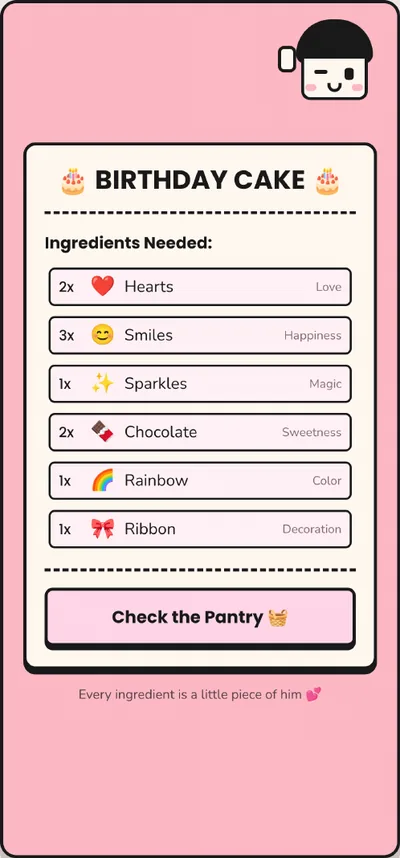 🎂 BIRTHDAY CAKE 🎂
Ingredients Needed:
2x ❤️ Hearts Love
3x 😊 Smiles Happiness
1x ✨ Sparkles Magic
2x 🍫 Chocolate Sweetness
1x 🌈 Rainbow Color
1x 🎀 Ribbon Decoration
Check the Pantry 🧺
Every ingredient is a little piece of him 💕